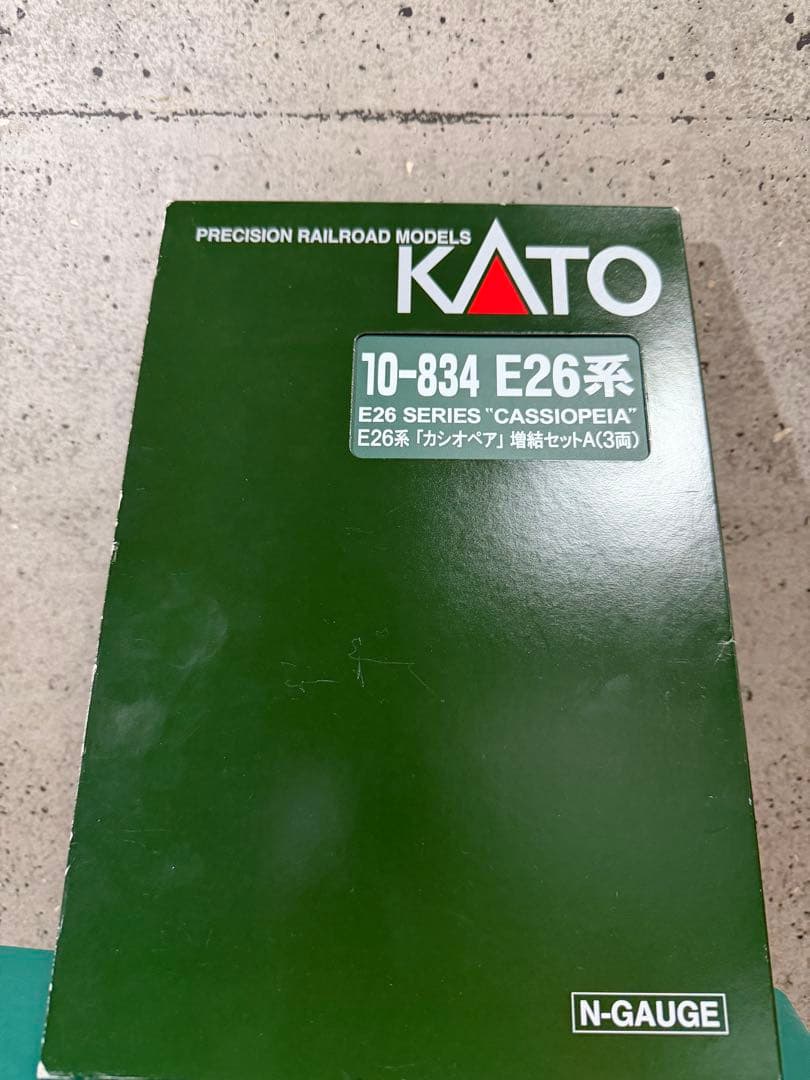 PRECISION RAILROAD MODELS
KATO
10-834 E26系
E26 SERIES "CASSIOPEIA"
E26系「カシオペア」増結セットA(3両)
N-GAUGE